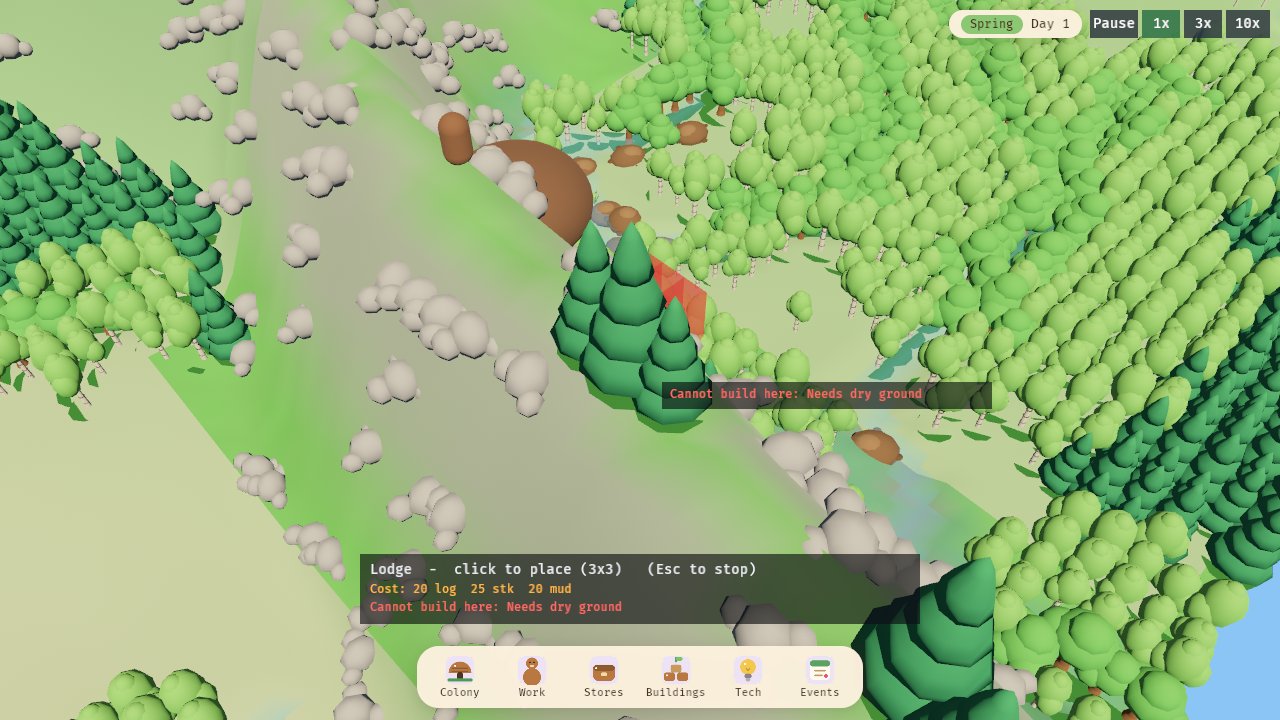 Spring Day 1 Pause 1x 3x 10x
Cannot build here: Needs dry ground
Lodge - click to place (3x3) (Esc to stop)
Cost: 20 log 25 stk 20 mud
Cannot build here: Needs dry ground
Colony Work Stores Buildings Tech Events